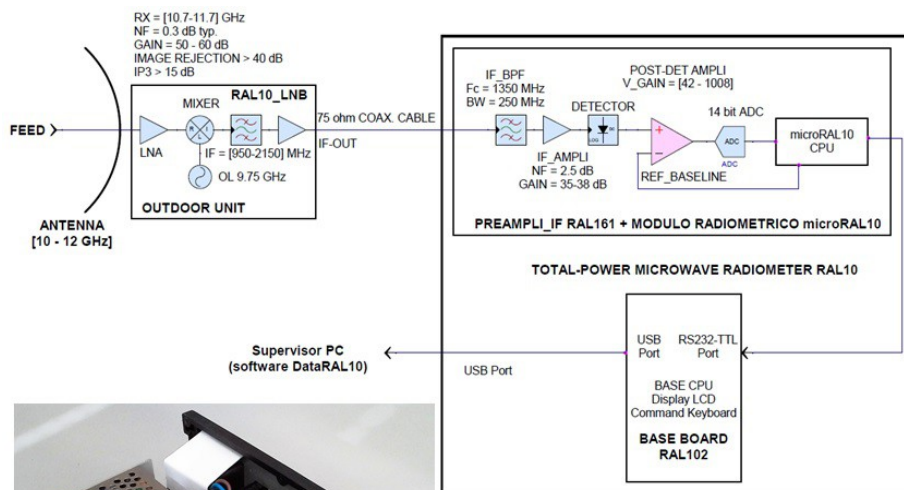 RX = [10.7-11.7] GHz
NF = 0.3 dB typ.
GAIN = 50 - 60 dB
IMAGE REJECTION > 40 dB
IP3 > 15 dB
RAL10_LNB
MIXER
R
I
L
FEED
LNA
IF = [950-2150] MHz
OL 9.75 GHz
OUTDOOR UNIT
ANTENNA
[10 - 12 GHz]
75 ohm COAX. CABLE
IF-OUT
IF_BPF
Fc = 1350 MHz
BW = 250 MHz
DETECTOR
LOG
DC
IF_AMPLI
NF = 2.5 dB
GAIN = 35-38 dB
POST-DET AMPLI
V_GAIN = [42 - 1008]
14 bit ADC
ADC
ADC
REF_BASELINE
microRAL10
CPU
PREAMPLI_IF RAL161 + MODULO RADIOMETRICO microRAL10
TOTAL-POWER MICROWAVE RADIOMETER RAL10
Supervisor PC
(software DataRAL10)
USB Port
USB
Port
RS232-TTL
Port
BASE CPU
Display LCD
Command Keyboard
BASE BOARD
RAL102